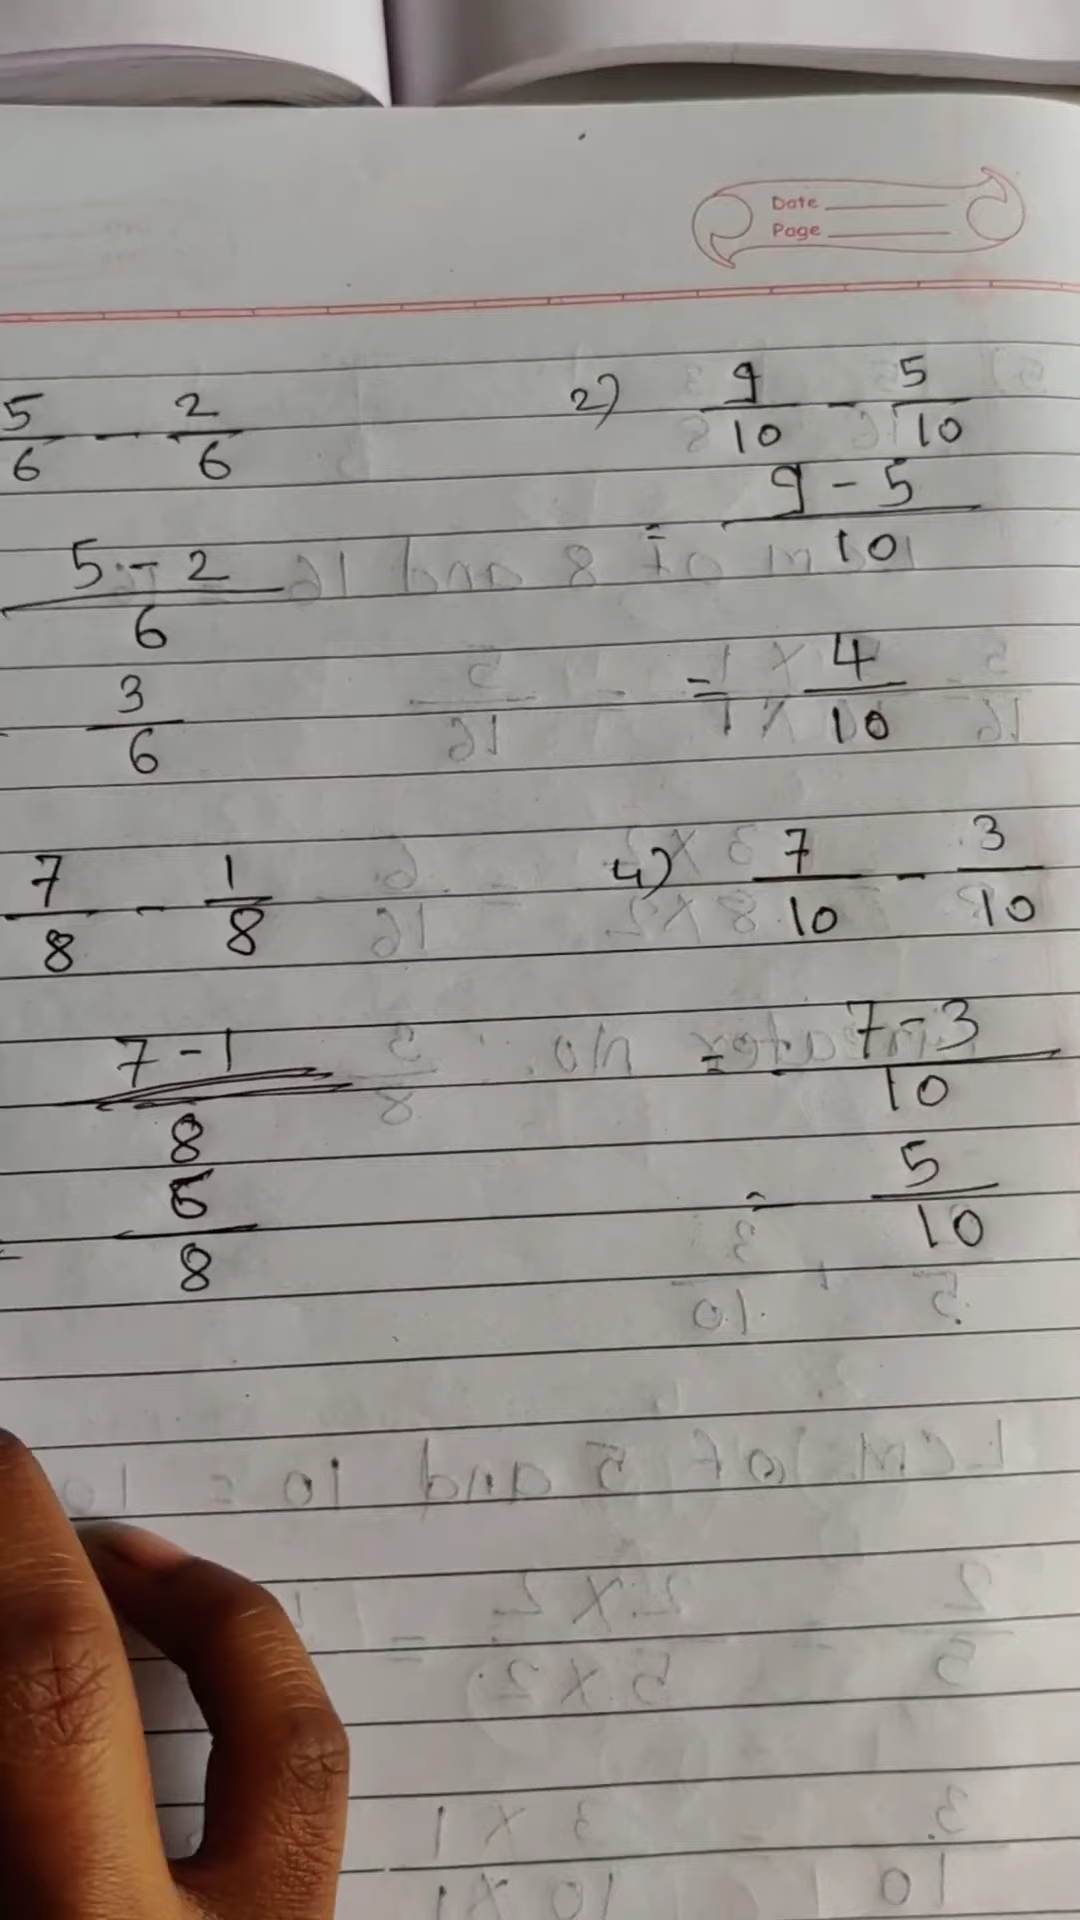 Date
Page
5/6 - 2/6
5 - 2 / 6
3/6
2) 9/10 - 5/10
= 9 - 5 / 10
= 4/10
7/8 - 1/8
7 - 1 / 8
= 6/8
4) 7/10 - 3/10
= 7 - 3 / 10
= 5/10